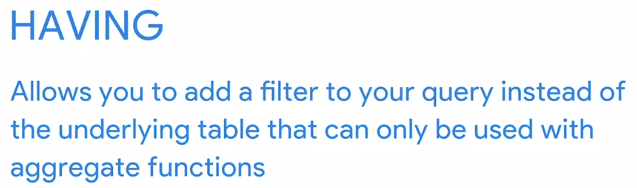 HAVING
Allows you to add a filter to your query instead of
the underlying table that can only be used with
aggregate functions